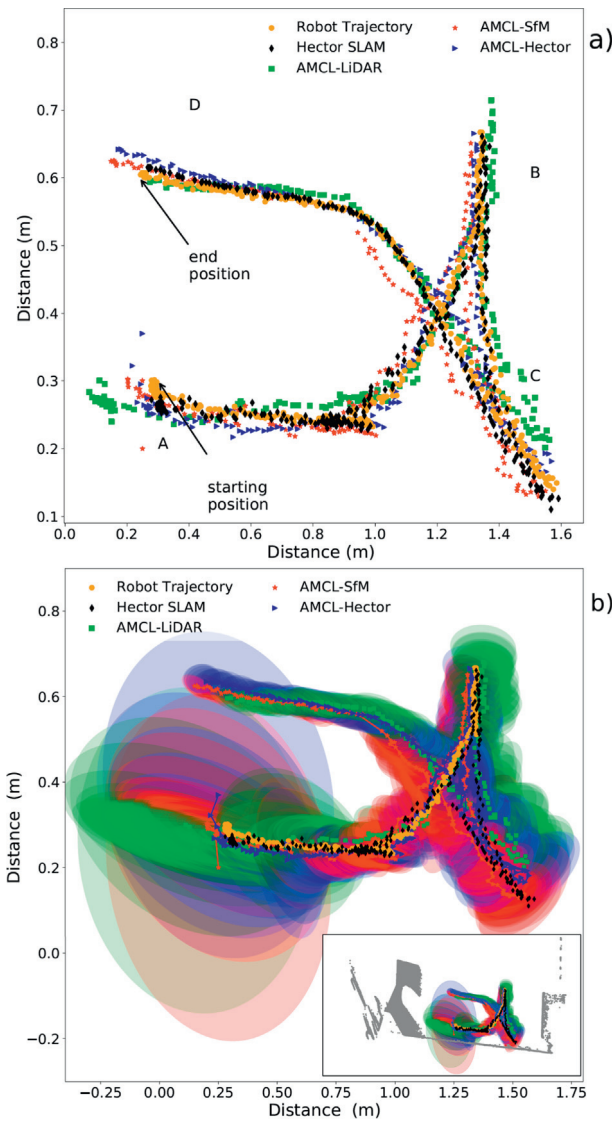 a)
Robot Trajectory
Hector SLAM
AMCL-LiDAR
AMCL-SfM
AMCL-Hector
0.8
0.7
0.6
0.5
0.4
0.3
0.2
0.1
Distance (m)
D
B
end
position
C
A
starting
position
0.0 0.2 0.4 0.6 0.8 1.0 1.2 1.4 1.6
Distance (m)
b)
Robot Trajectory
Hector SLAM
AMCL-LiDAR
AMCL-SfM
AMCL-Hector
0.8
0.6
0.4
0.2
0.0
−0.2
Distance (m)
−0.25 0.00 0.25 0.50 0.75 1.00 1.25 1.50 1.75
Distance (m)